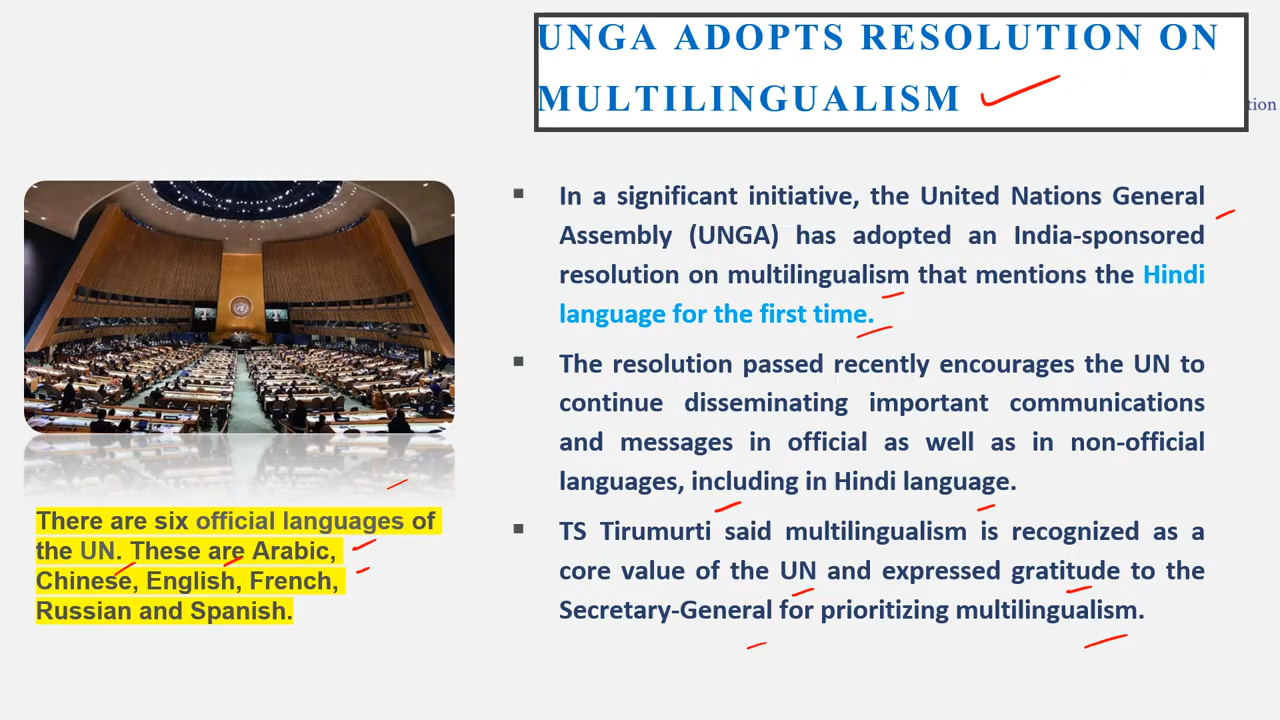 UNGA ADOPTS RESOLUTION ON
MULTILINGUALISM
tion
In a significant initiative, the United Nations General
Assembly (UNGA) has adopted an India-sponsored
resolution on multilingualism that mentions the Hindi
language for the first time.
The resolution passed recently encourages the UN to
continue disseminating important communications
and messages in official as well as in non-official
languages, including in Hindi language.
TS Tirumurti said multilingualism is recognized as a
core value of the UN and expressed gratitude to the
Secretary-General for prioritizing multilingualism.
There are six official languages of
the UN. These are Arabic,
Chinese, English, French,
Russian and Spanish.